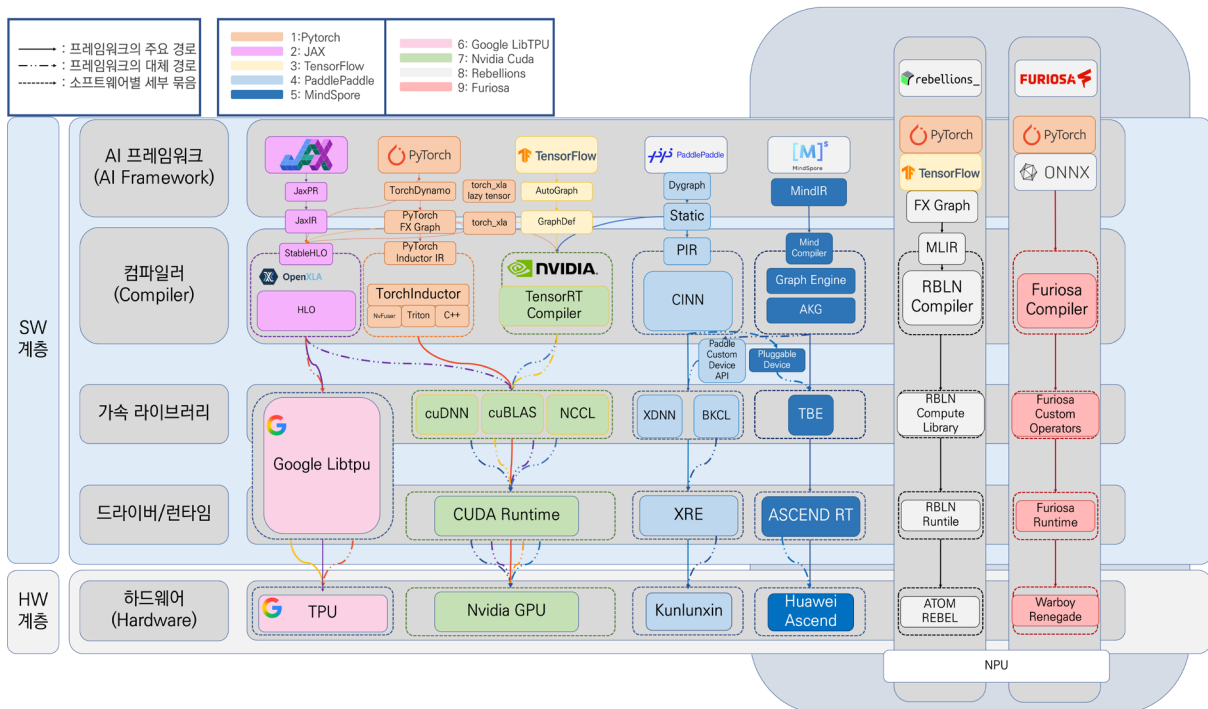 : 프레임워크의 주요 경로
: 프레임워크의 대체 경로
: 소프트웨어별 세부 묶음
1:Pytorch
2: JAX
3: TensorFlow
4: PaddlePaddle
5: MindSpore
6: Google LibTPU
7: Nvidia Cuda
8: Rebellions
9: Furiosa
rebellions_
FURIOSA
SW
계층
HW
계층
AI 프레임워크
(AI Framework)
JAX
PyTorch
TensorFlow
PaddlePaddle
[M]s
MindSpore
PyTorch
TensorFlow
PyTorch
ONNX
JaxPR
TorchDynamo
torch_xla
lazy tensor
AutoGraph
Dygraph
MindIR
JaxIR
PyTorch
FX Graph
torch_xla
GraphDef
Static
FX Graph
컴파일러
(Compiler)
StableHLO
PyTorch
Inductor IR
NVIDIA.
PIR
Mind
Compiler
MLIR
OpenXLA
HLO
TorchInductor
NvFuser
Triton
C++
TensorRT
Compiler
CINN
Graph Engine
AKG
RBLN
Compiler
Furiosa
Compiler
Paddle
Custom
Device
API
Pluggable
Device
가속 라이브러리
Google Libtpu
cuDNN
cuBLAS
NCCL
XDNN
BKCL
TBE
RBLN
Compute
Library
Furiosa
Custom
Operators
드라이버/런타임
CUDA Runtime
XRE
ASCEND RT
RBLN
Runtile
Furiosa
Runtime
하드웨어
(Hardware)
TPU
Nvidia GPU
Kunlunxin
Huawei
Ascend
ATOM
REBEL
Warboy
Renegade
NPU